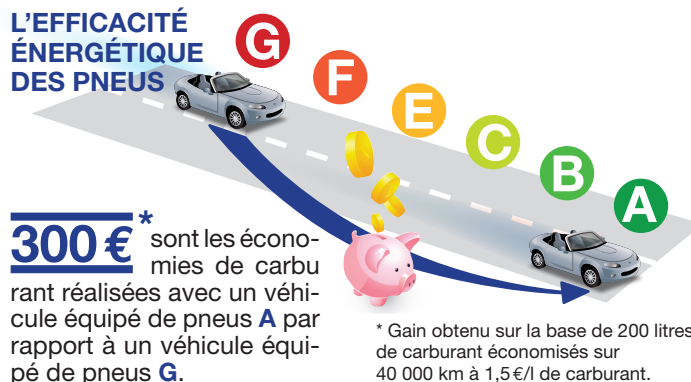 L'EFFICACITÉ
ÉNERGÉTIQUE
DES PNEUS
G
F
E
C
B
A
300 €* sont les écono-
mies de carbu
rant réalisées avec un véhi-
cule équipé de pneus A par
rapport à un véhicule équi-
pé de pneus G.
* Gain obtenu sur la base de 200 litres
de carburant économisés sur
40 000 km à 1,5 €/l de carburant.